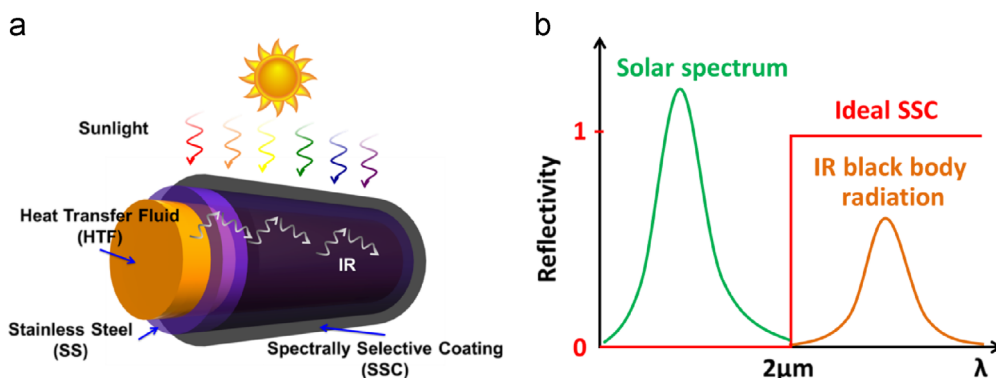 a
Sunlight
Heat Transfer Fluid
(HTF)
IR
Stainless Steel
(SS)
Spectrally Selective Coating
(SSC)
b
Solar spectrum
Ideal SSC
1
IR black body
radiation
Reflectivity
0
2μm
λ